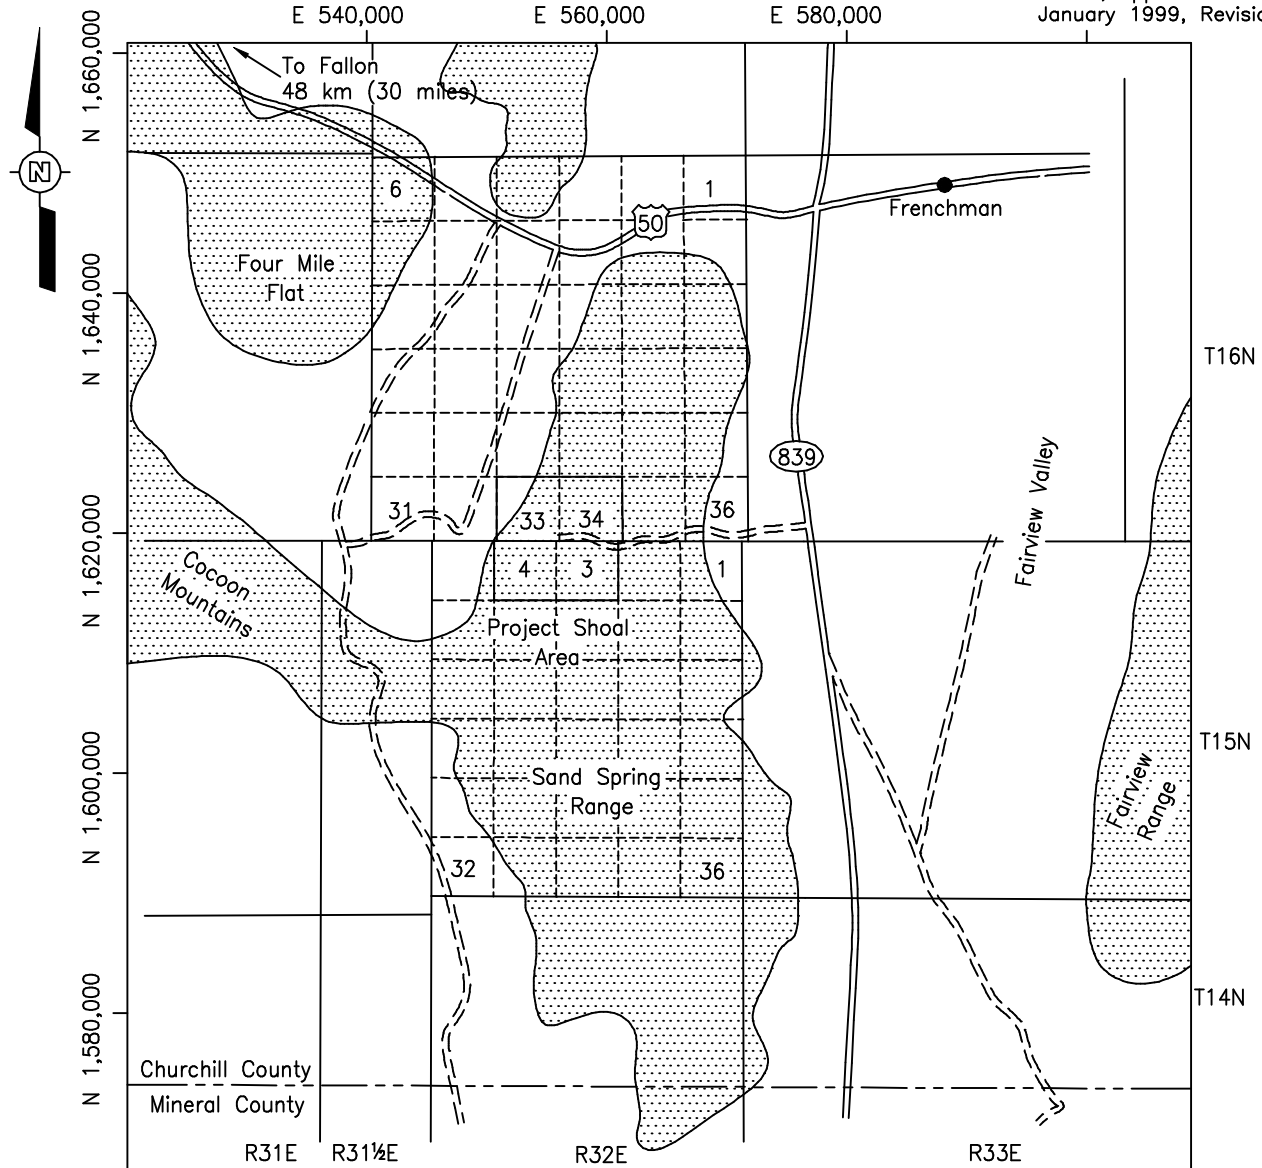 E 540,000 E 560,000 E 580,000
January 1999, Revisio
N 1,660,000
To Fallon
48 km (30 miles)
N
6
1
50
Frenchman
Four Mile
Flat
N 1,640,000
T16N
839
Fairview Valley
31
33
34
36
N 1,620,000
4
3
1
Cocoon
Mountains
Project Shoal
Area
T15N
N 1,600,000
Sand Spring
Range
Fairview
Range
32
36
T14N
N 1,580,000
Churchill County
Mineral County
R31E R31½E R32E R33E